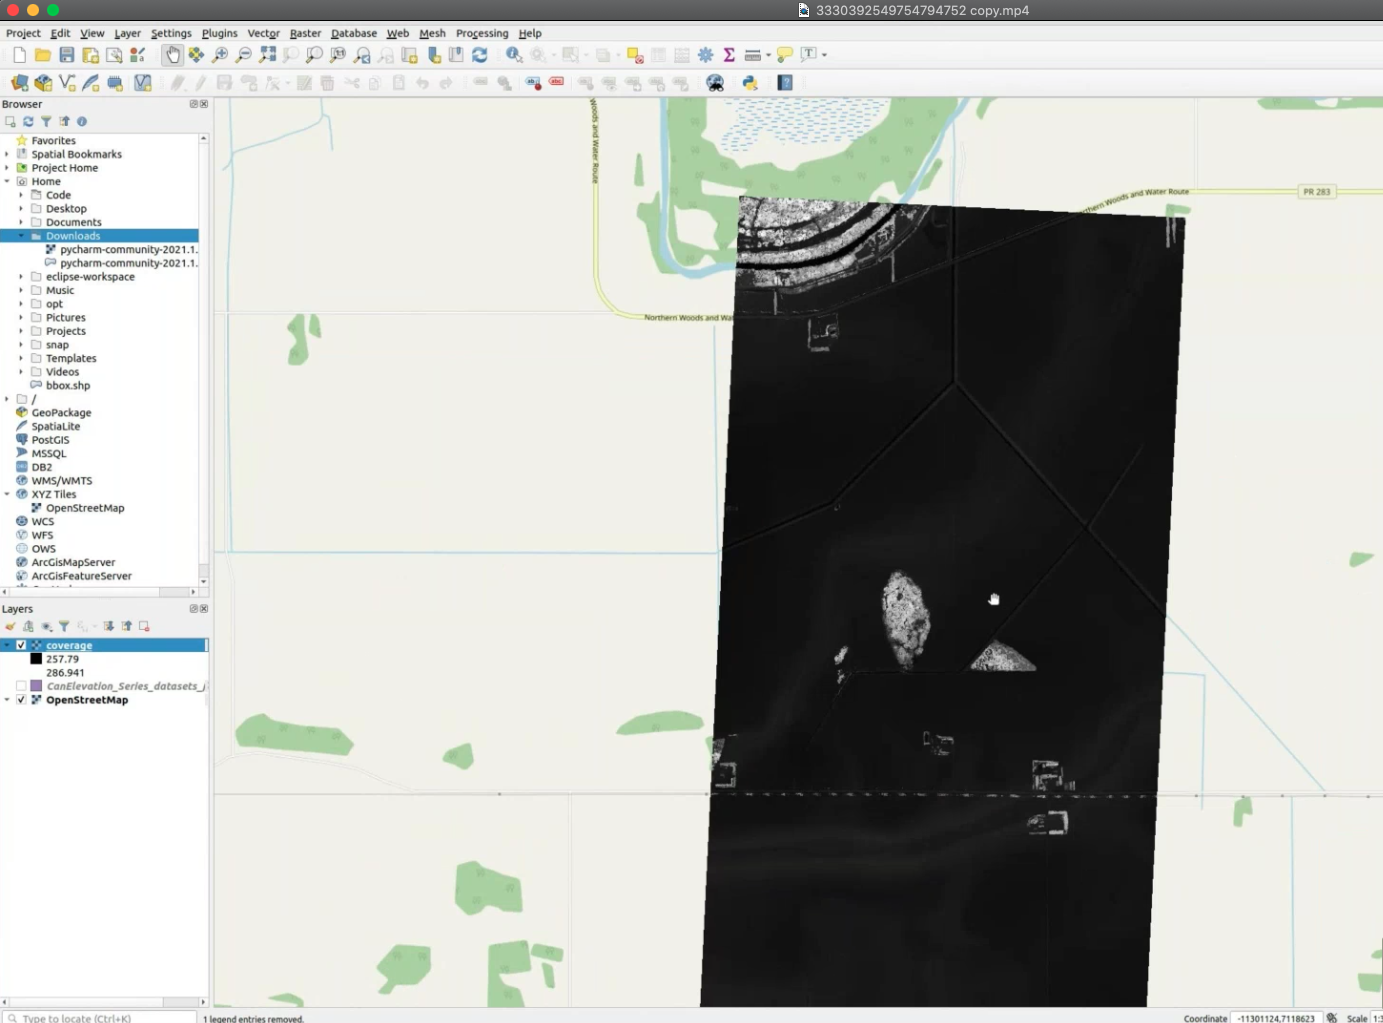 3330392549754794752 copy.mp4
Project Edit View Layer Settings Plugins Vector Raster Database Web Mesh Processing Help
Browser
Favorites
Spatial Bookmarks
Project Home
Home
Code
Desktop
Documents
Downloads
pycharm-community-2021.1.
pycharm-community-2021.1.
eclipse-workspace
Music
opt
Pictures
Projects
snap
Templates
Videos
bbox.shp
/
GeoPackage
SpatiaLite
PostGIS
MSSQL
DB2
WMS/WMTS
XYZ Tiles
OpenStreetMap
WCS
WFS
OWS
ArcGisMapServer
ArcGisFeatureServer
Layers
coverage
257.79
286.941
CanElevation_Series_datasets_
OpenStreetMap
Type to locate (Ctrl+K)
1 legend entries removed.
Coordinate -11301124,7118623 Scale 1:
woods and Water Route
Northern Woods and Wat
thern Woods and Water Route
PR 283